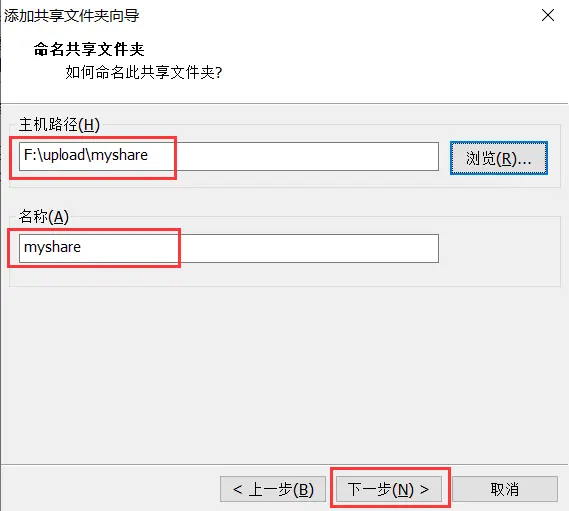 添加共享文件夹向导
命名共享文件夹
如何命名此共享文件夹?
主机路径(H)
F:\upload\myshare
浏览(R)...
名称(A)
myshare
< 上一步(B)
下一步(N) >
取消